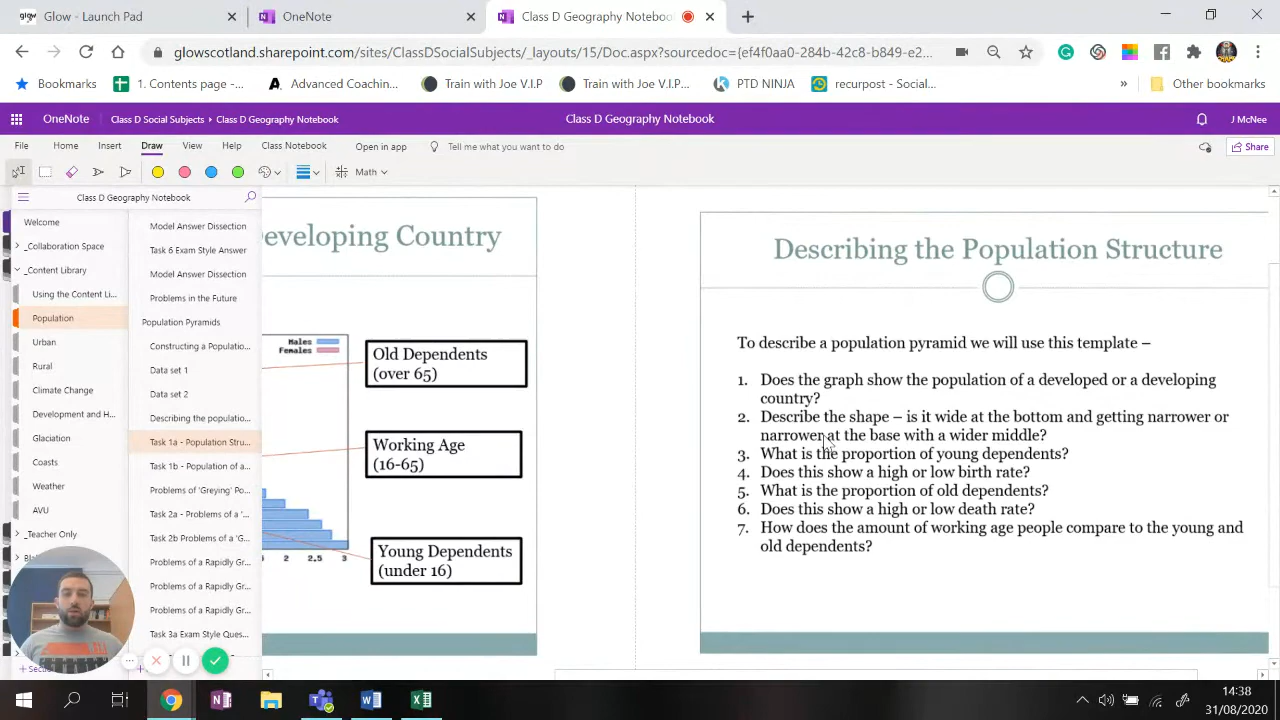 Glow - Launch Pad
OneNote
Class D Geography Notebook
glowscotland.sharepoint.com/sites/ClassDSocialSubjects/_layouts/15/Doc.aspx?sourcedoc={ef4f0aa0-284b-42c8-b849-e2...
Bookmarks
1. Contents page -...
Advanced Coachin...
Train with Joe V.I.P
Train with Joe V.I.P...
PTD NINJA
recurpost - Social...
Other bookmarks
OneNote
Class D Social Subjects > Class D Geography Notebook
Class D Geography Notebook
J McNee
File
Home
Insert
Draw
View
Help
Class Notebook
Open in app
Tell me what you want to do
Share
Math
Class D Geography Notebook
Welcome
_Collaboration Space
_Content Library
Using the Content Li...
Population
Urban
Rural
Climate Change
Development and H...
Glaciation
Coasts
Weather
AVU
_Teacher Only
Model Answer Dissection
Task 6 Exam Style Answer
Model Answer Dissection
Problems in the Future
Population Pyramids
Constructing a Populatio...
Data set 1
Data set 2
Describing the populatio...
Task 1a - Population Stru...
Task 1b - Population of a...
Problems of 'Greying' Po...
Task 2a - Problems of a '...
Task 2b Problems of a 'G...
Problems of a Rapidly Gr...
Problems of a Rapidly Gr...
Problems of a Rapidly Gr...
Task 3a Exam Style Ques...
eveloping Country
Males
Females
Old Dependents
(over 65)
Working Age
(16-65)
Young Dependents
(under 16)
2 2.5 3
Describing the Population Structure
To describe a population pyramid we will use this template –
1. Does the graph show the population of a developed or a developing
country?
2. Describe the shape – is it wide at the bottom and getting narrower or
narrower at the base with a wider middle?
3. What is the proportion of young dependents?
4. Does this show a high or low birth rate?
5. What is the proportion of old dependents?
6. Does this show a high or low death rate?
7. How does the amount of working age people compare to the young and
old dependents?
14:38
31/08/2020